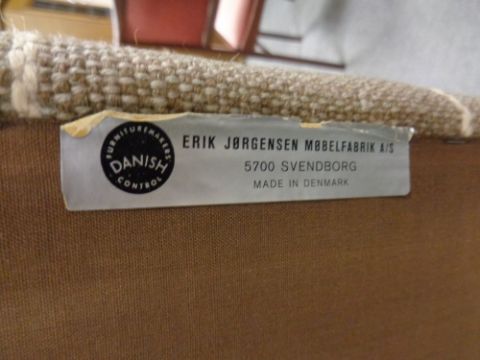 FURNITUREMAKERS
DANISH
CONTROL
ERIK JØRGENSEN MØBELFABRIK A/S
5700 SVENDBORG
MADE IN DENMARK